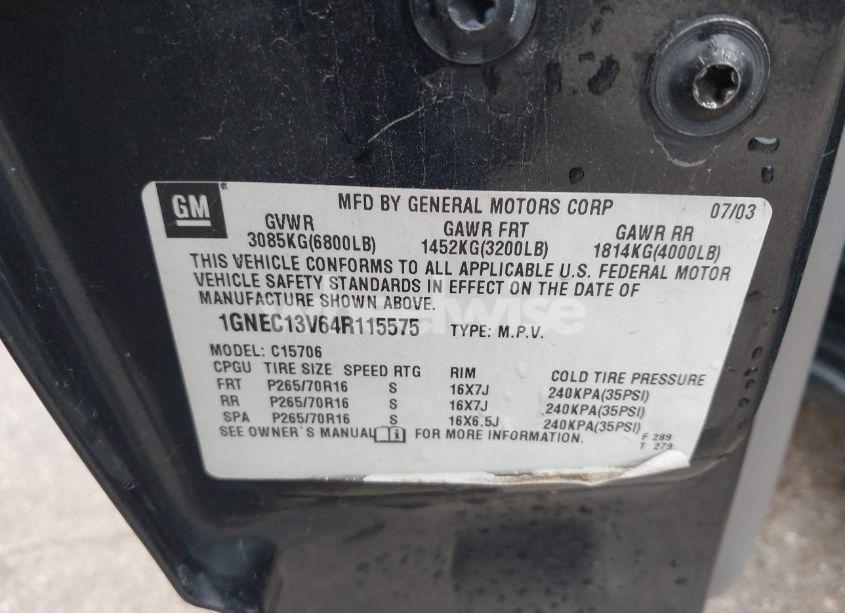 GM
MFD BY GENERAL MOTORS CORP 07/03
GVWR GAWR FRT GAWR RR
3085KG(6800LB) 1452KG(3200LB) 1814KG(4000LB)
THIS VEHICLE CONFORMS TO ALL APPLICABLE U.S. FEDERAL MOTOR
VEHICLE SAFETY STANDARDS IN EFFECT ON THE DATE OF
MANUFACTURE SHOWN ABOVE.
1GNEC13V64R115575 TYPE: M.P.V.
MODEL: C15706
CPGU TIRE SIZE SPEED RTG RIM COLD TIRE PRESSURE
FRT P265/70R16 S 16X7J 240KPA(35PSI)
RR P265/70R16 S 16X7J 240KPA(35PSI)
SPA P265/70R16 S 16X6.5J 240KPA(35PSI)
SEE OWNER'S MANUAL FOR MORE INFORMATION.
F 289
T 279